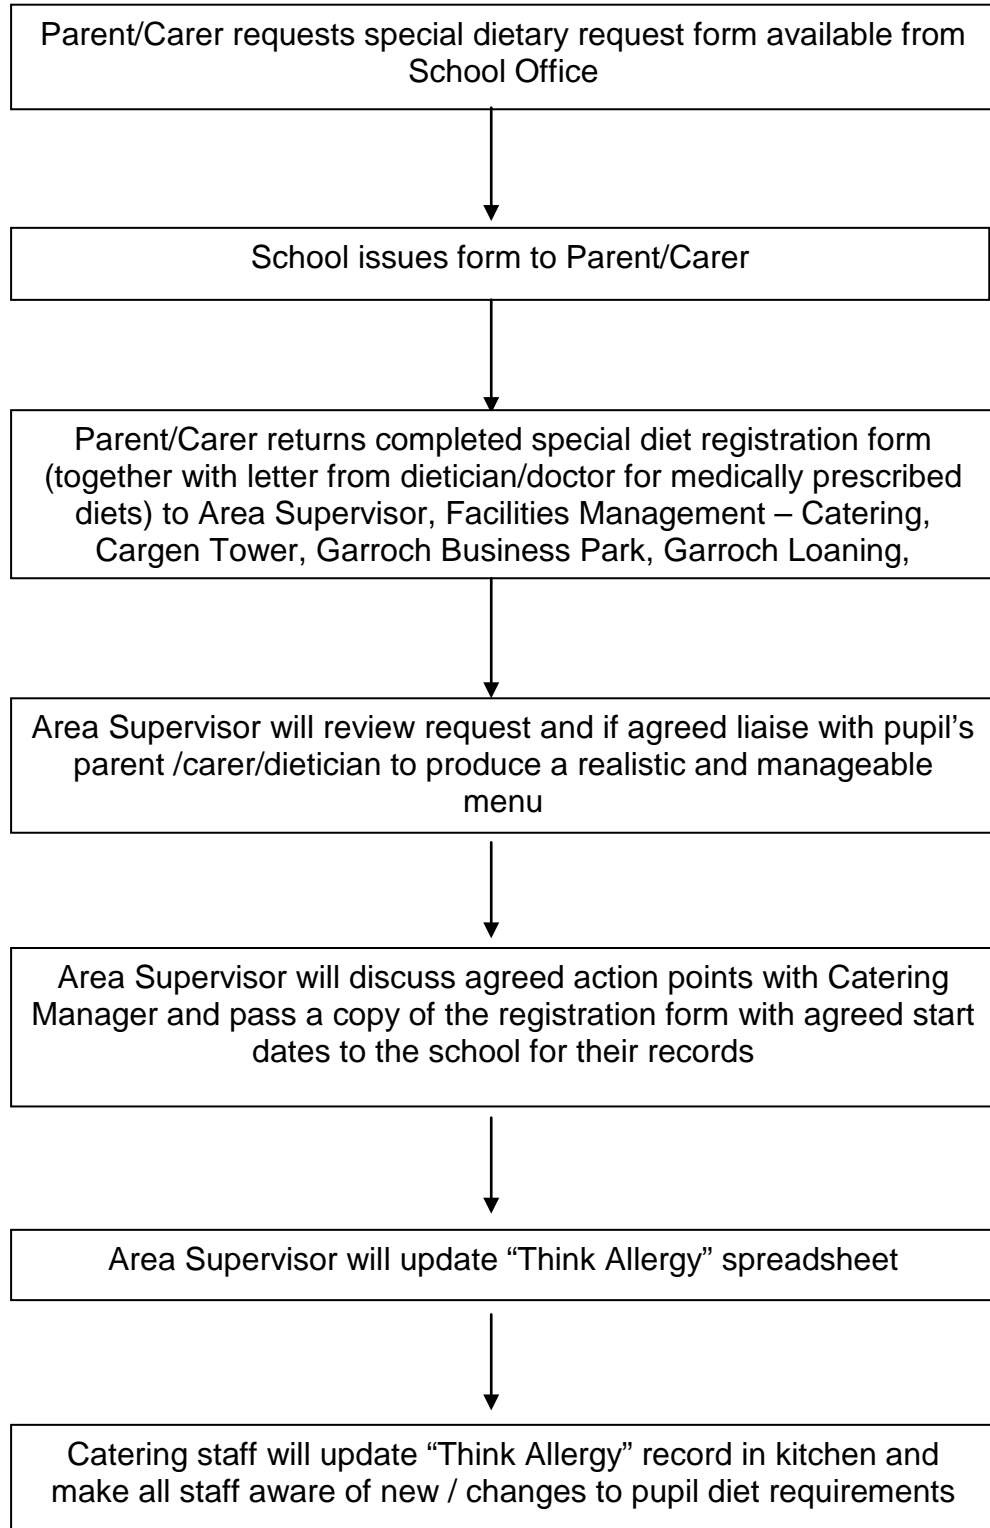 Parent/Carer requests special dietary request form available from
School Office
School issues form to Parent/Carer
Parent/Carer returns completed special diet registration form
(together with letter from dietician/doctor for medically prescribed
diets) to Area Supervisor, Facilities Management – Catering,
Cargen Tower, Garroch Business Park, Garroch Loaning,
Area Supervisor will review request and if agreed liaise with pupil’s
parent /carer/dietician to produce a realistic and manageable
menu
Area Supervisor will discuss agreed action points with Catering
Manager and pass a copy of the registration form with agreed start
dates to the school for their records
Area Supervisor will update “Think Allergy” spreadsheet
Catering staff will update “Think Allergy” record in kitchen and
make all staff aware of new / changes to pupil diet requirements